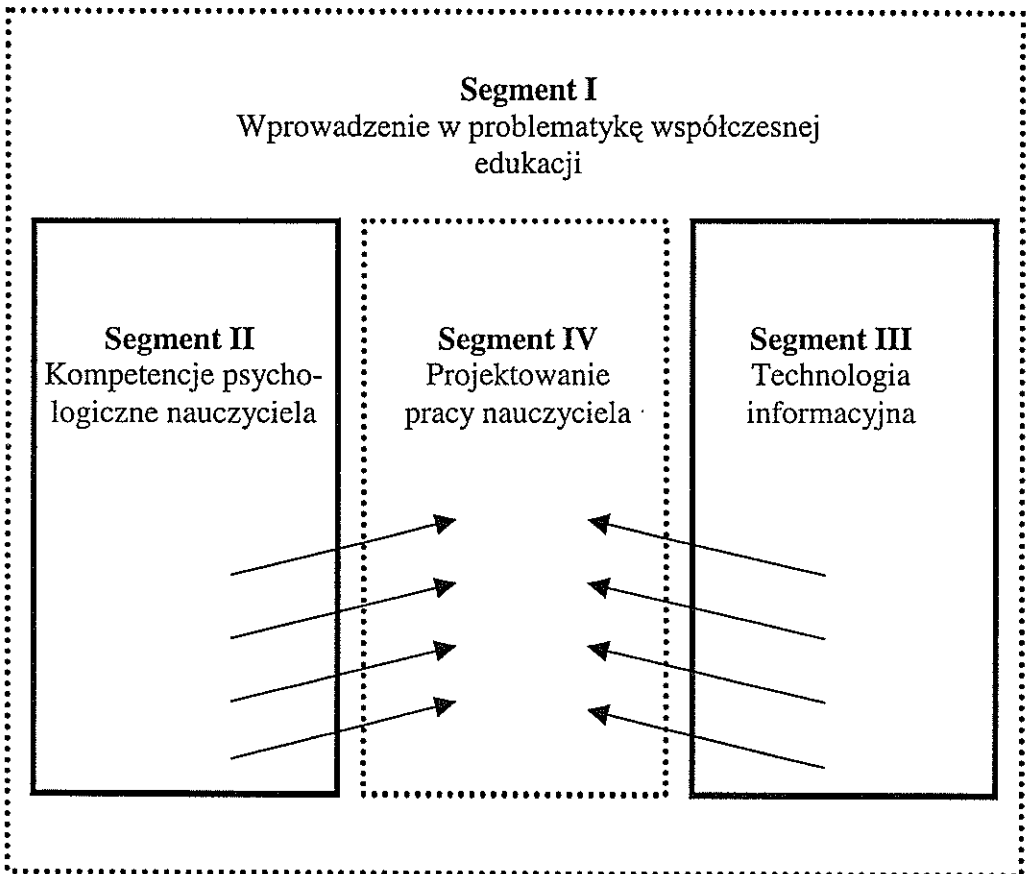 Segment I
Wprowadzenie w problematykę współczesnej
edukacji
Segment II
Kompetencje psycho-
logiczne nauczyciela
Segment IV
Projektowanie
pracy nauczyciela
Segment III
Technologia
informacyjna